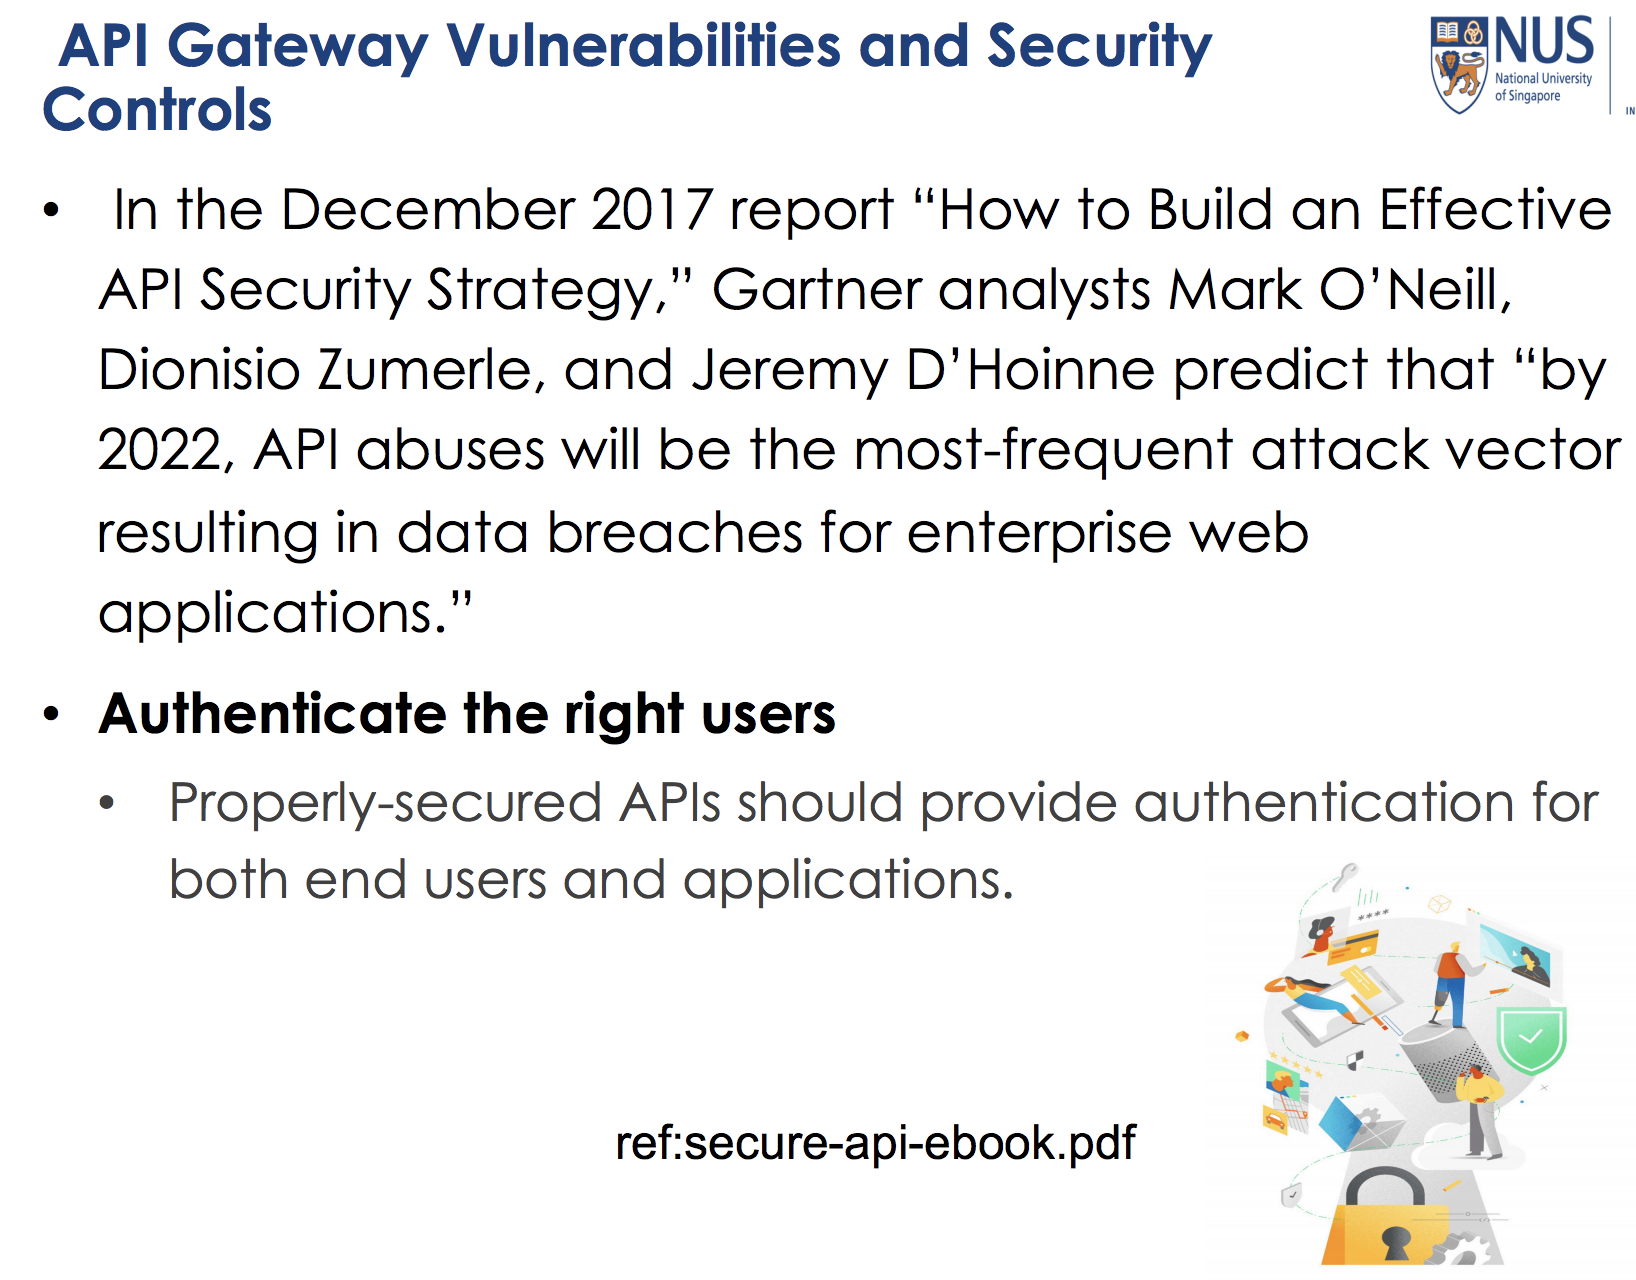 API Gateway Vulnerabilities and Security
Controls
NUS
National University
of Singapore
IN
• In the December 2017 report “How to Build an Effective
API Security Strategy,” Gartner analysts Mark O’Neill,
Dionisio Zumerle, and Jeremy D’Hoinne predict that “by
2022, API abuses will be the most-frequent attack vector
resulting in data breaches for enterprise web
applications.”
• Authenticate the right users
• Properly-secured APIs should provide authentication for
both end users and applications.
****
ref:secure-api-ebook.pdf